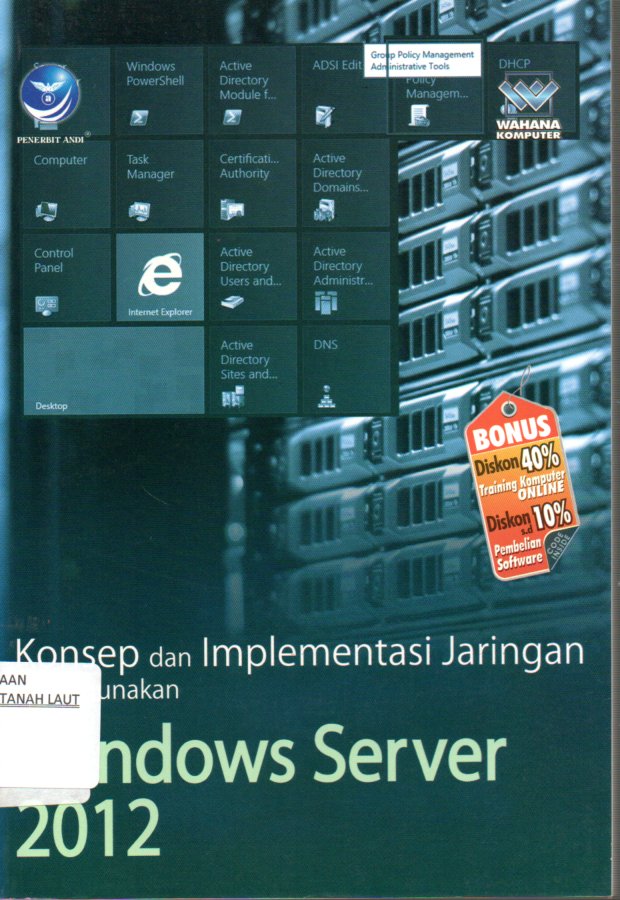 Windows
PowerShell
Active
Directory
Module f...
ADSI Edit
Group Policy Management
Administrative Tools
Policy
Managem...
DHCP
a
PENERBIT ANDI®
WAHANA
KOMPUTER
Computer
Task
Manager
Certificati...
Authority
Active
Directory
Domains...
Control
Panel
Internet Explorer
Active
Directory
Users and...
Active
Directory
Administr...
Desktop
Active
Directory
Sites and...
DNS
BONUS
Diskon 40%
Training Komputer
ONLINE
Diskon s.d 10%
Pembelian
Software
CODE
INSIDE
Konsep dan Implementasi Jaringan
unakan
AAN
TANAH LAUT
ndows Server
2012